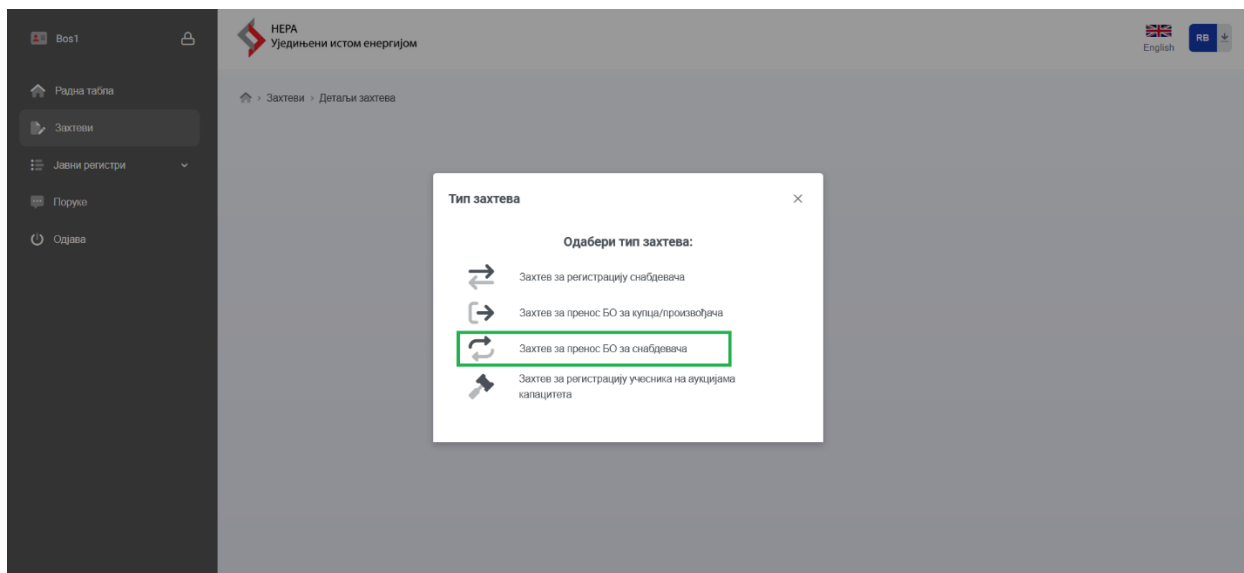 Bos1
НЕРА
Уједињени истом енергијом
English
RB
Радна табла
Захтеви > Детаљи захтева
Захтеви
Јавни регистри
Поруке
Одјава
Тип захтева
Одабери тип захтева:
Захтев за регистрацију снабдевача
Захтев за пренос БО за купца/произвођача
Захтев за пренос БО за снабдевача
Захтев за регистрацију учесника на аукцијама
капацитета